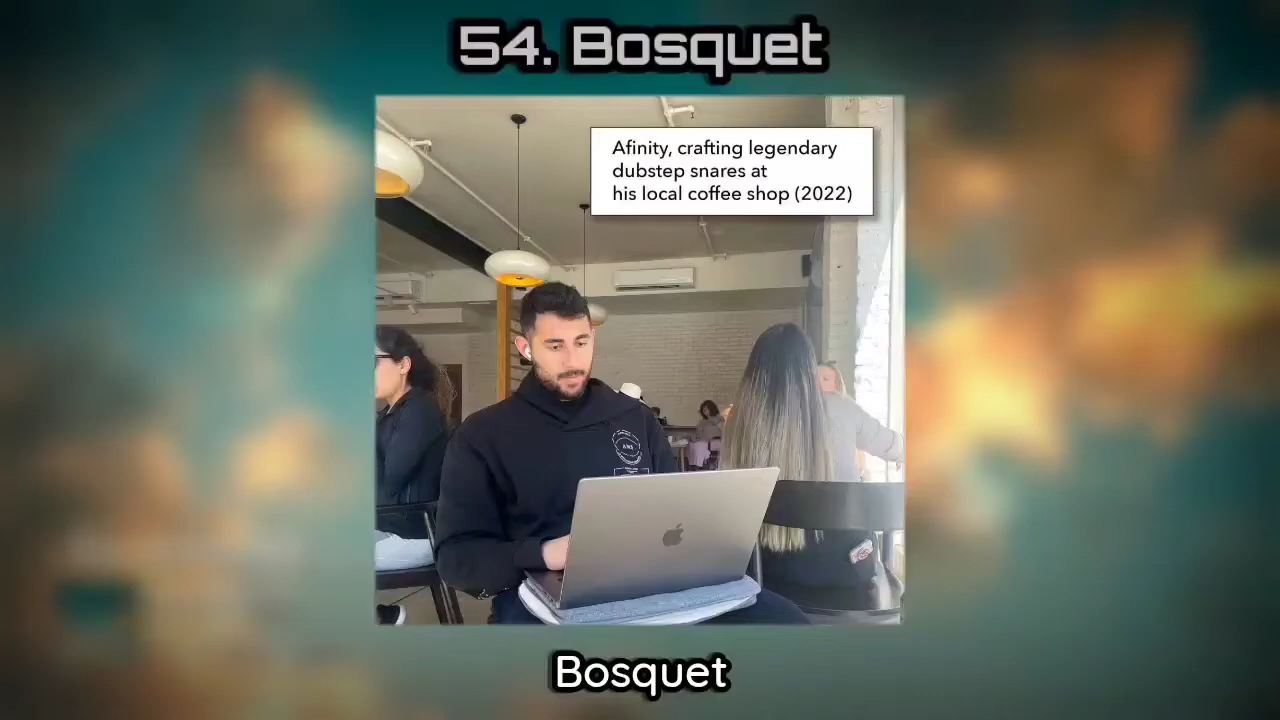 54. Bosquet
Afinity, crafting legendary
dubstep snares at
his local coffee shop (2022)
Bosquet